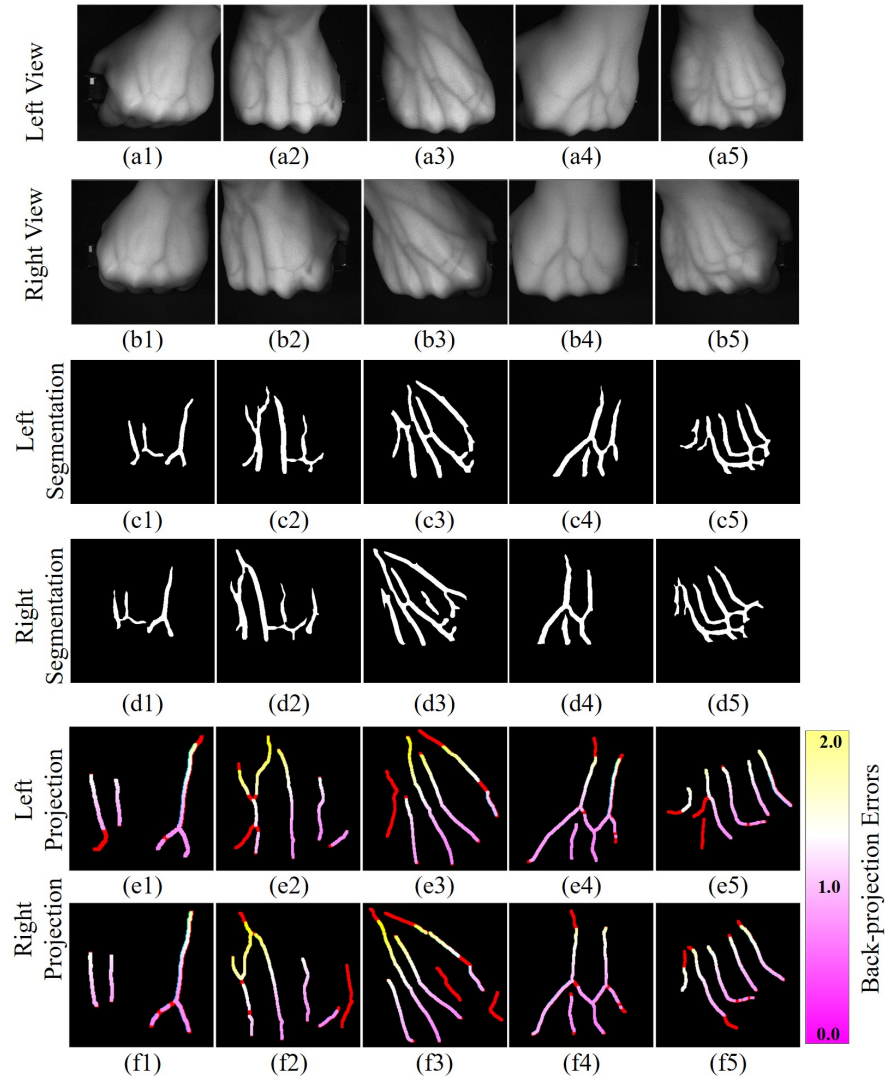 Left View
(a1) (a2) (a3) (a4) (a5)
Right View
(b1) (b2) (b3) (b4) (b5)
Left
Segmentation
(c1) (c2) (c3) (c4) (c5)
Right
Segmentation
(d1) (d2) (d3) (d4) (d5)
Left
Projection
(e1) (e2) (e3) (e4) (e5)
Right
Projection
(f1) (f2) (f3) (f4) (f5)
2.0
1.0
0.0
Back-projection Errors